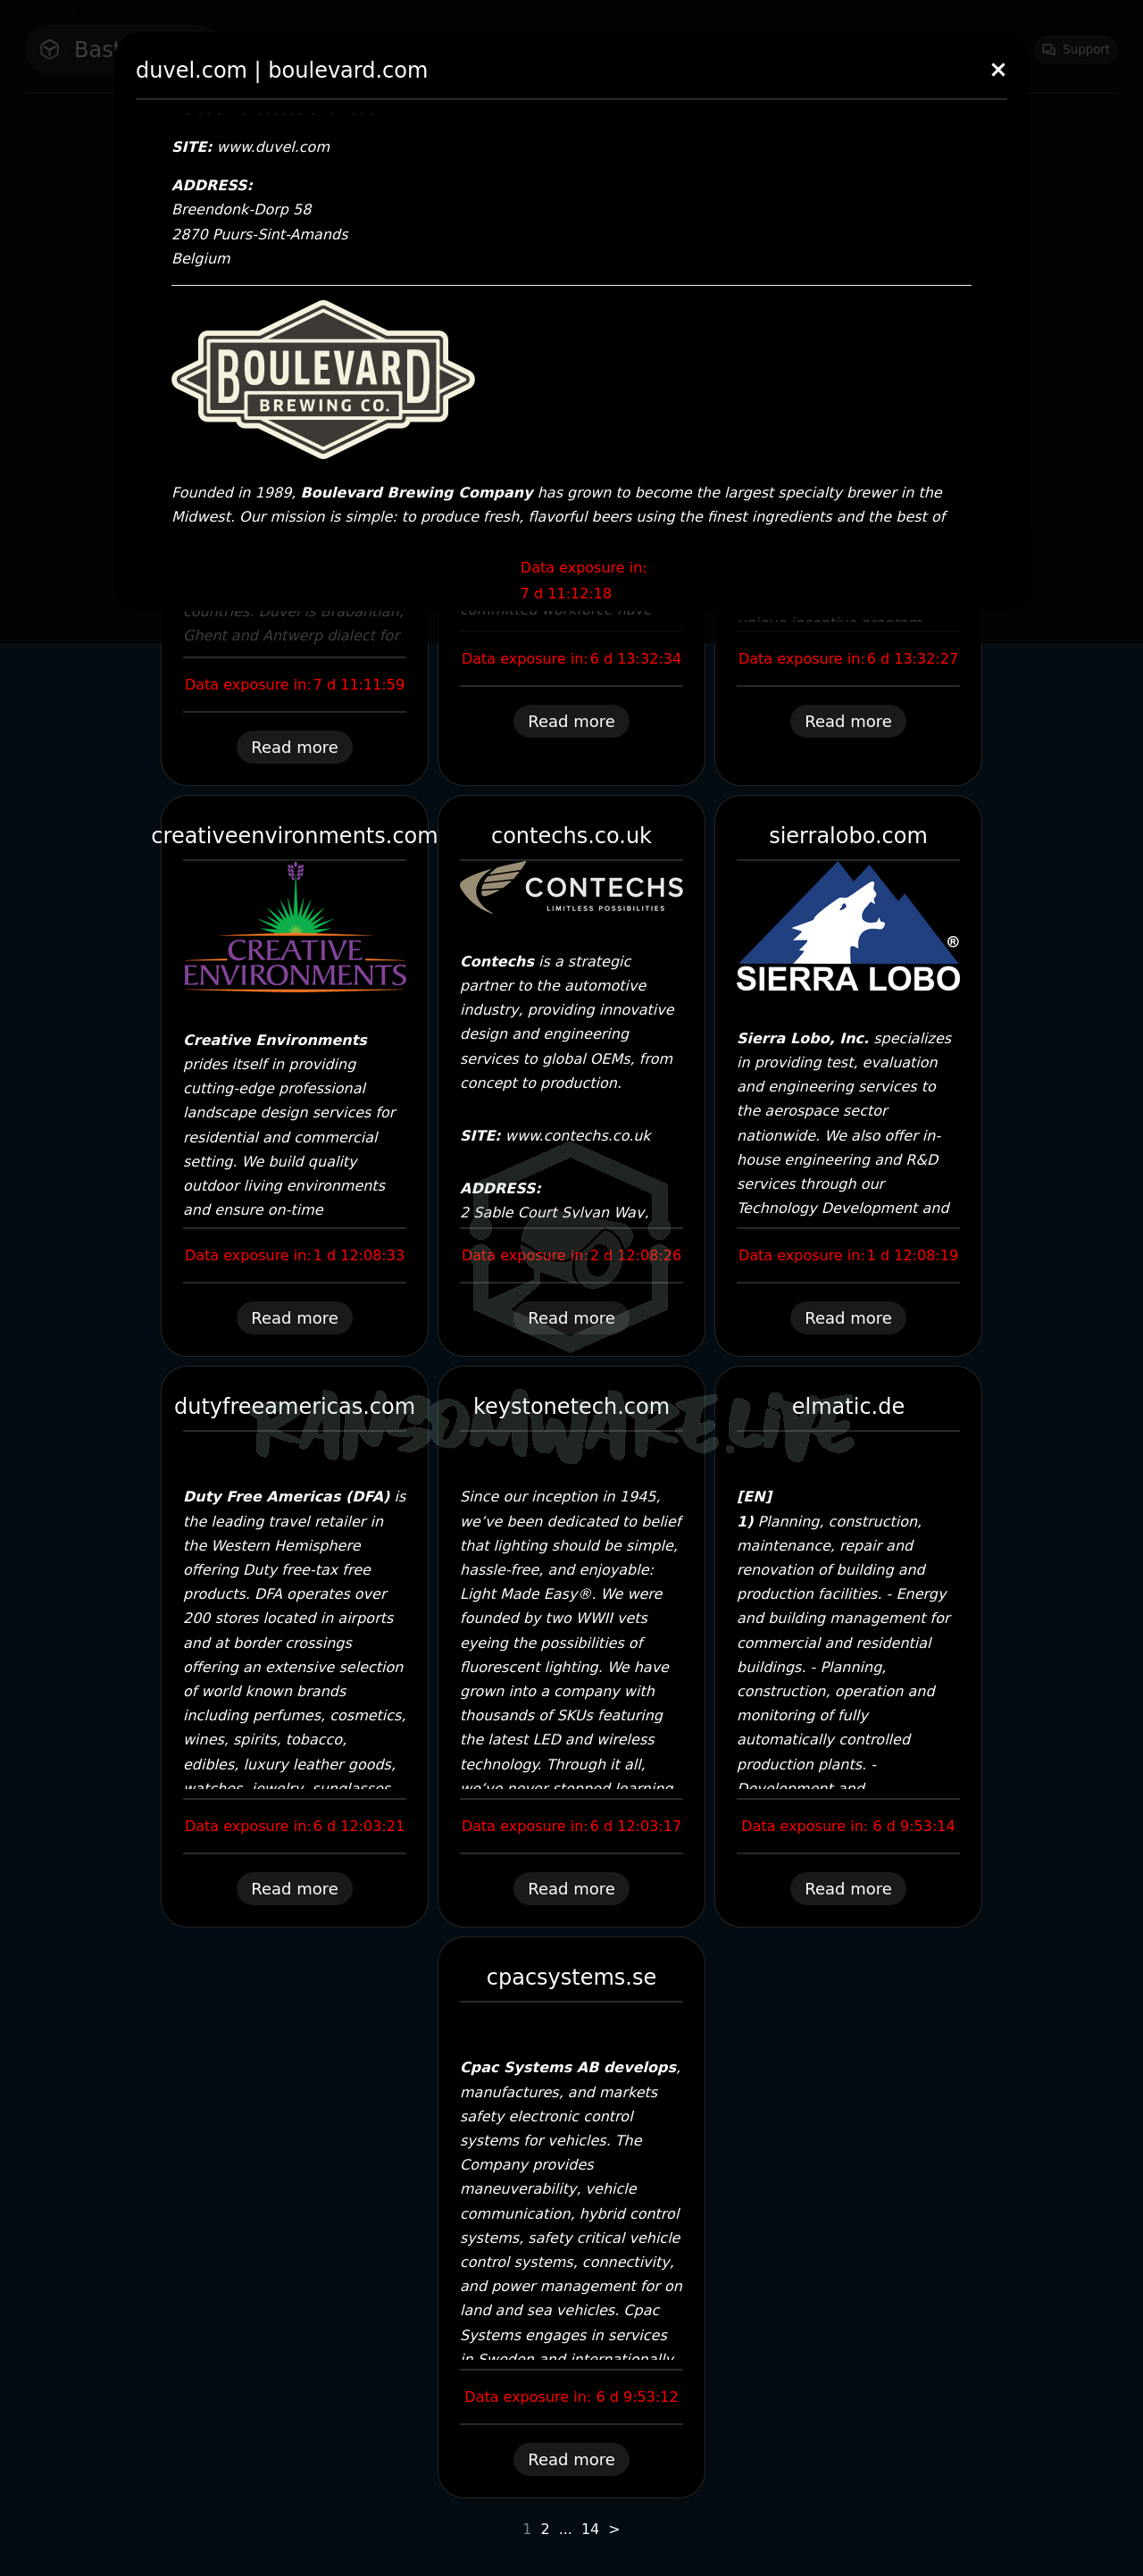 Bast
Support
duvel.com | boulevard.com
×
SITE: www.duvel.com
ADDRESS:
Breendonk-Dorp 58
2870 Puurs-Sint-Amands
Belgium
BOULEVARD
BREWING CO.
Founded in 1989, Boulevard Brewing Company has grown to become the largest specialty brewer in the
Midwest. Our mission is simple: to produce fresh, flavorful beers using the finest ingredients and the best of
Data exposure in:
7 d 11:12:18
countries. Duvel is Brabantian,
Ghent and Antwerp dialect for
Data exposure in: 7 d 11:11:59
Read more
committed workforce have
Data exposure in: 6 d 13:32:34
Read more
unique incentive program
Data exposure in: 6 d 13:32:27
Read more
creativeenvironments.com
CREATIVE
ENVIRONMENTS
Creative Environments
prides itself in providing
cutting-edge professional
landscape design services for
residential and commercial
setting. We build quality
outdoor living environments
and ensure on-time
Data exposure in: 1 d 12:08:33
Read more
contechs.co.uk
CONTECHS
LIMITLESS POSSIBILITIES
Contechs is a strategic
partner to the automotive
industry, providing innovative
design and engineering
services to global OEMs, from
concept to production.
SITE: www.contechs.co.uk
ADDRESS:
2 Sable Court Sylvan Way,
Data exposure in: 2 d 12:08:26
Read more
sierralobo.com
SIERRA LOBO
®
Sierra Lobo, Inc. specializes
in providing test, evaluation
and engineering services to
the aerospace sector
nationwide. We also offer in-
house engineering and R&D
services through our
Technology Development and
Data exposure in: 1 d 12:08:19
Read more
RANSOMWARE.LIVE
dutyfreeamericas.com
Duty Free Americas (DFA) is
the leading travel retailer in
the Western Hemisphere
offering Duty free-tax free
products. DFA operates over
200 stores located in airports
and at border crossings
offering an extensive selection
of world known brands
including perfumes, cosmetics,
wines, spirits, tobacco,
edibles, luxury leather goods,
watches, jewelry, sunglasses
Data exposure in: 6 d 12:03:21
Read more
keystonetech.com
Since our inception in 1945,
we’ve been dedicated to belief
that lighting should be simple,
hassle-free, and enjoyable:
Light Made Easy®. We were
founded by two WWII vets
eyeing the possibilities of
fluorescent lighting. We have
grown into a company with
thousands of SKUs featuring
the latest LED and wireless
technology. Through it all,
we’ve never stopped learning
Data exposure in: 6 d 12:03:17
Read more
elmatic.de
[EN]
1) Planning, construction,
maintenance, repair and
renovation of building and
production facilities. - Energy
and building management for
commercial and residential
buildings. - Planning,
construction, operation and
monitoring of fully
automatically controlled
production plants. -
Development and
Data exposure in: 6 d 9:53:14
Read more
cpacsystems.se
Cpac Systems AB develops,
manufactures, and markets
safety electronic control
systems for vehicles. The
Company provides
maneuverability, vehicle
communication, hybrid control
systems, safety critical vehicle
control systems, connectivity,
and power management for on
land and sea vehicles. Cpac
Systems engages in services
in Sweden and internationally
Data exposure in: 6 d 9:53:12
Read more
1 2 ... 14 >